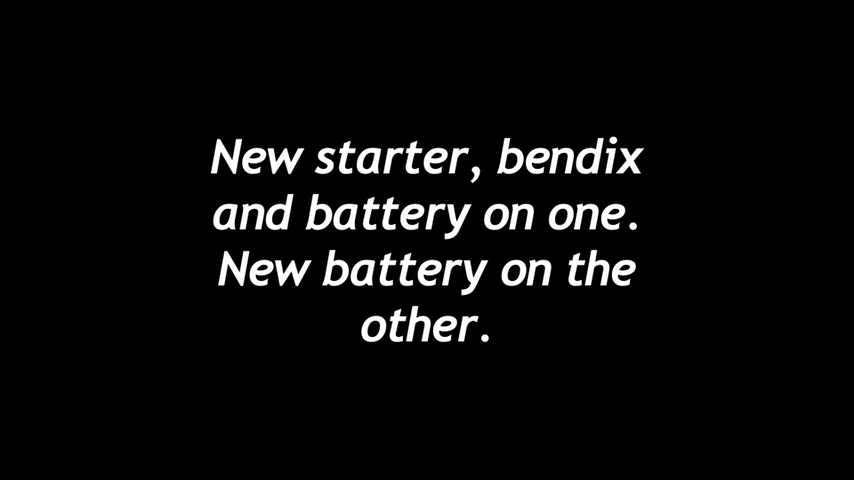 New starter, bendix
and battery on one.
New battery on the
other.